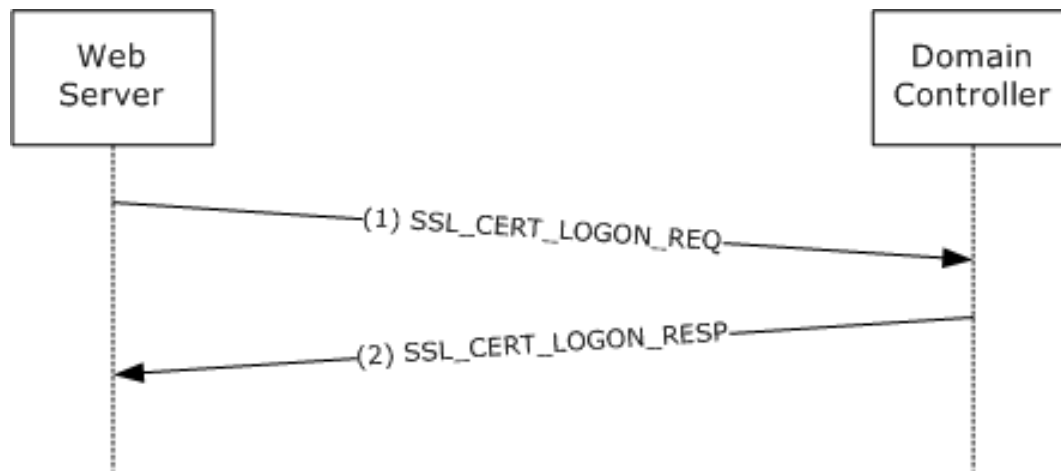 Web
Server
Domain
Controller
(1) SSL_CERT_LOGON_REQ
(2) SSL_CERT_LOGON_RESP